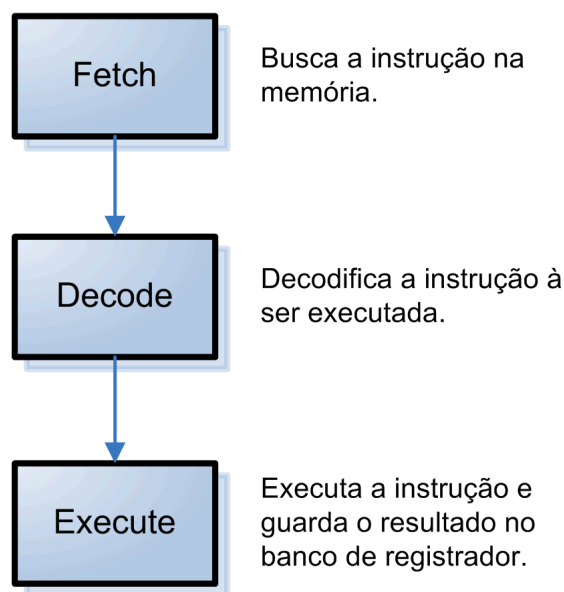 Fetch
Busca a instrução na
memória.
Decode
Decodifica a instrução à
ser executada.
Execute
Executa a instrução e
guarda o resultado no
banco de registrador.